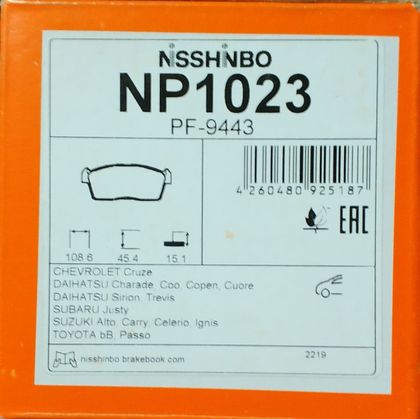 NiSSHiNBO
NP1023
PF-9443
4 260480 925187
EAC
108.6 45.4 15.1
CHEVROLET Cruze
DAIHATSU Charade, Coo, Copen, Cuore
DAIHATSU Sirion, Trevis
SUBARU Justy
SUZUKI Alto, Carry, Celerio, Ignis
TOYOTA bB, Passo
nisshinbo brakebook.com 2219